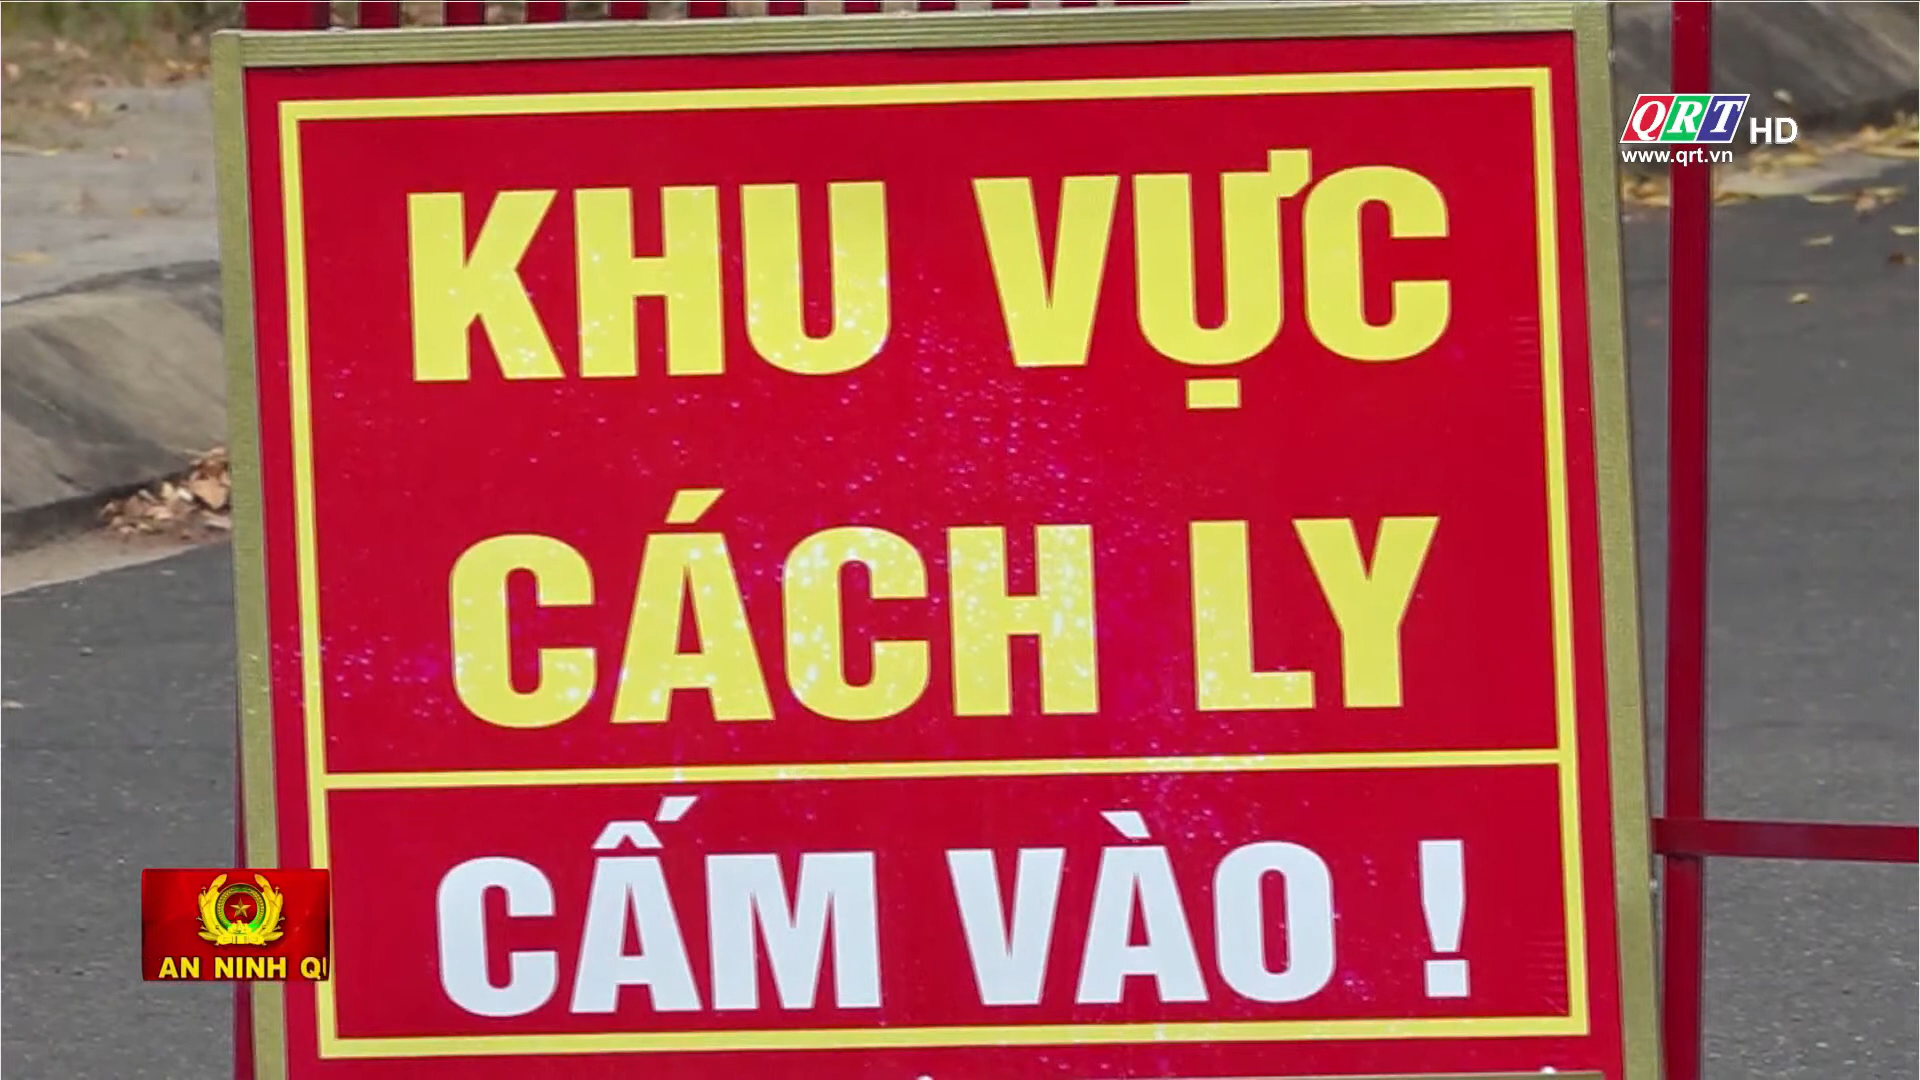 KHU VỰC
CÁCH LY
CẤM VÀO !
QRT HD
www.qrt.vn
AN NINH